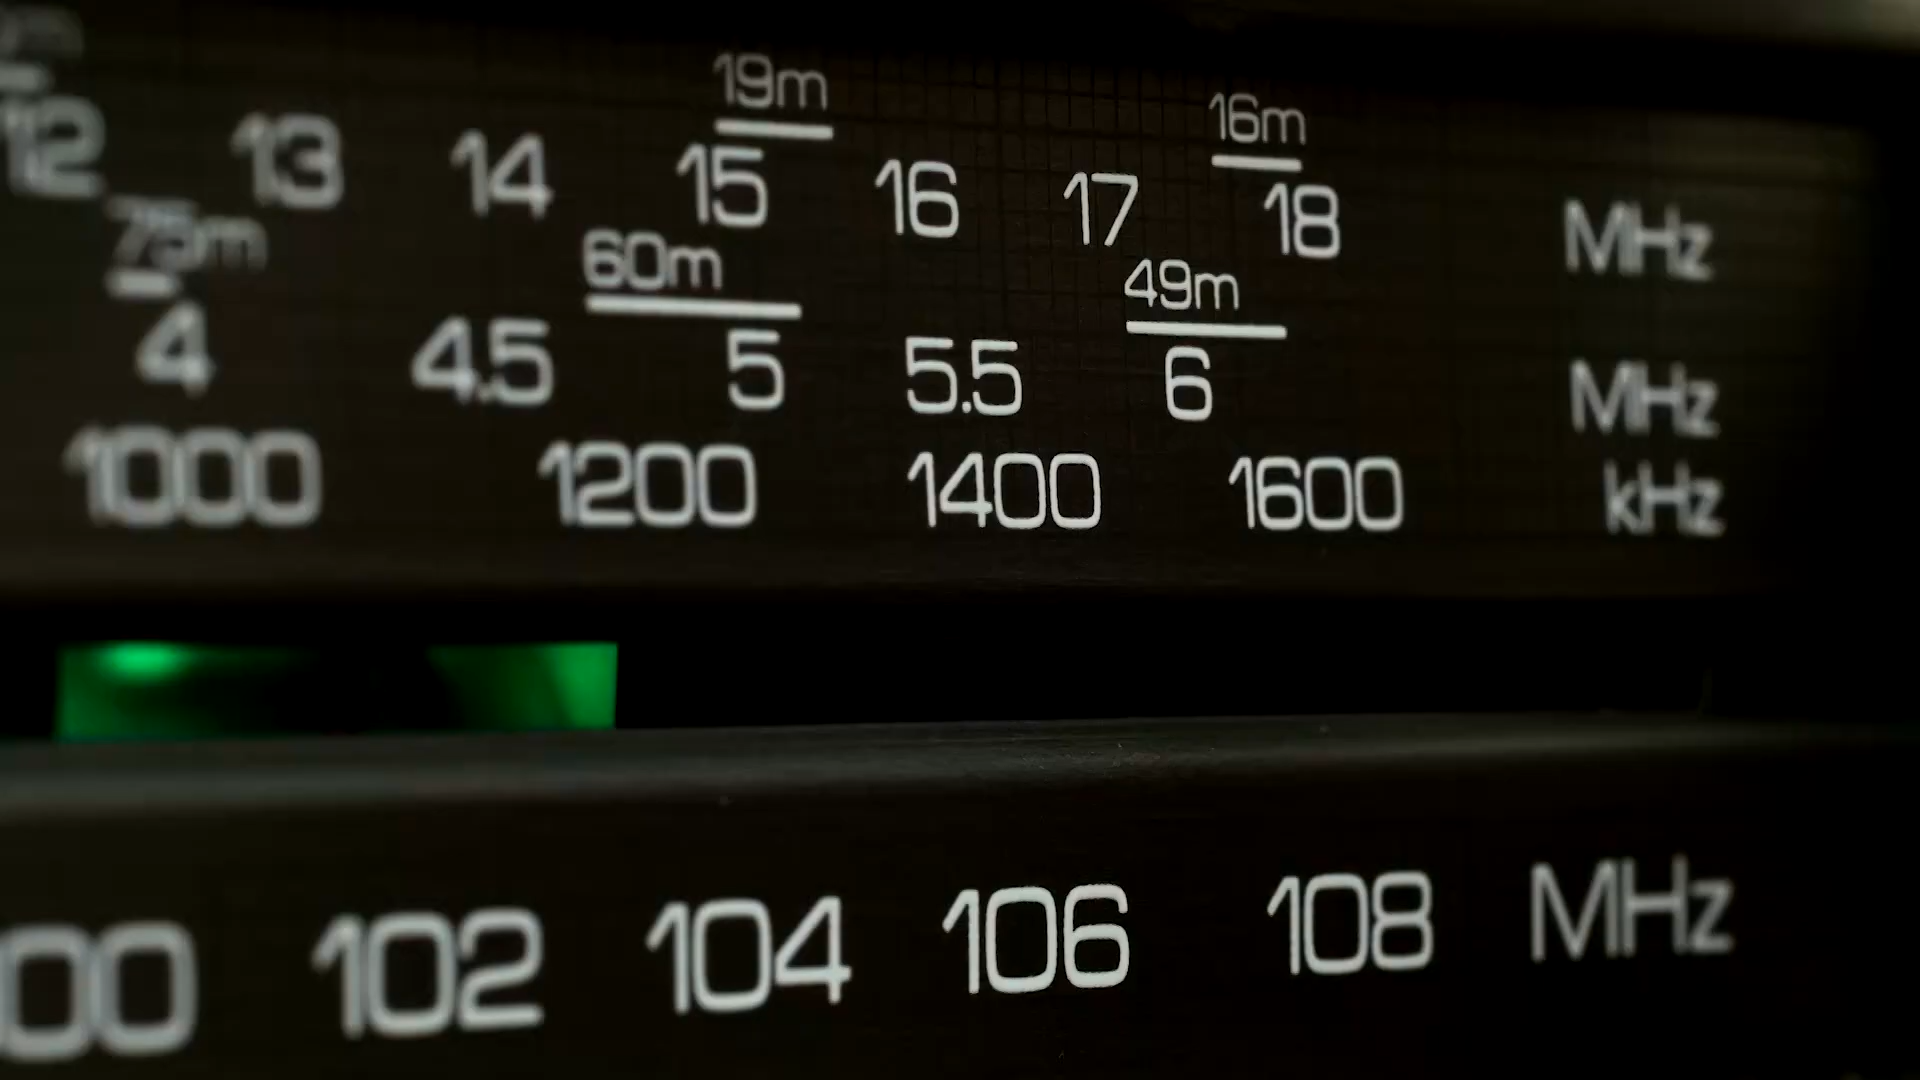 19m 16m
12 13 14 15 16 17 18 MHz
75m 60m 49m
4 4.5 5 5.5 6 MHz
1000 1200 1400 1600 kHz
00 102 104 106 108 MHz